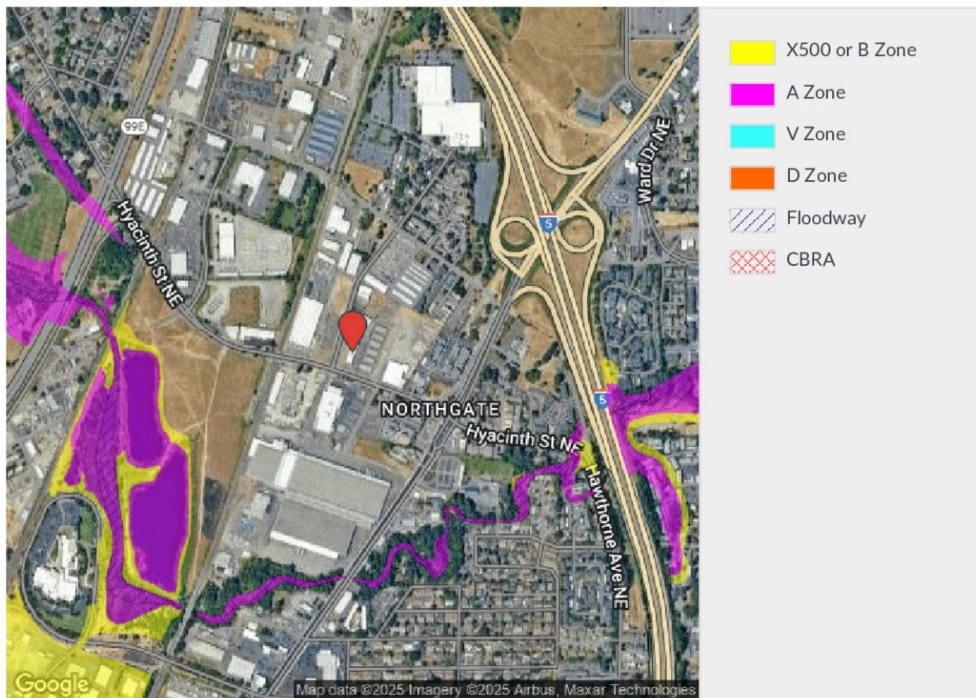 99E
Hyacinth St NE
Ward Dr NE
5
5
NORTHGATE
Hyacinth St NE
Hawthorne Ave NE
Google
Map data ©2025 Imagery ©2025 Airbus, Maxar Technologies
X500 or B Zone
A Zone
V Zone
D Zone
Floodway
CBRA